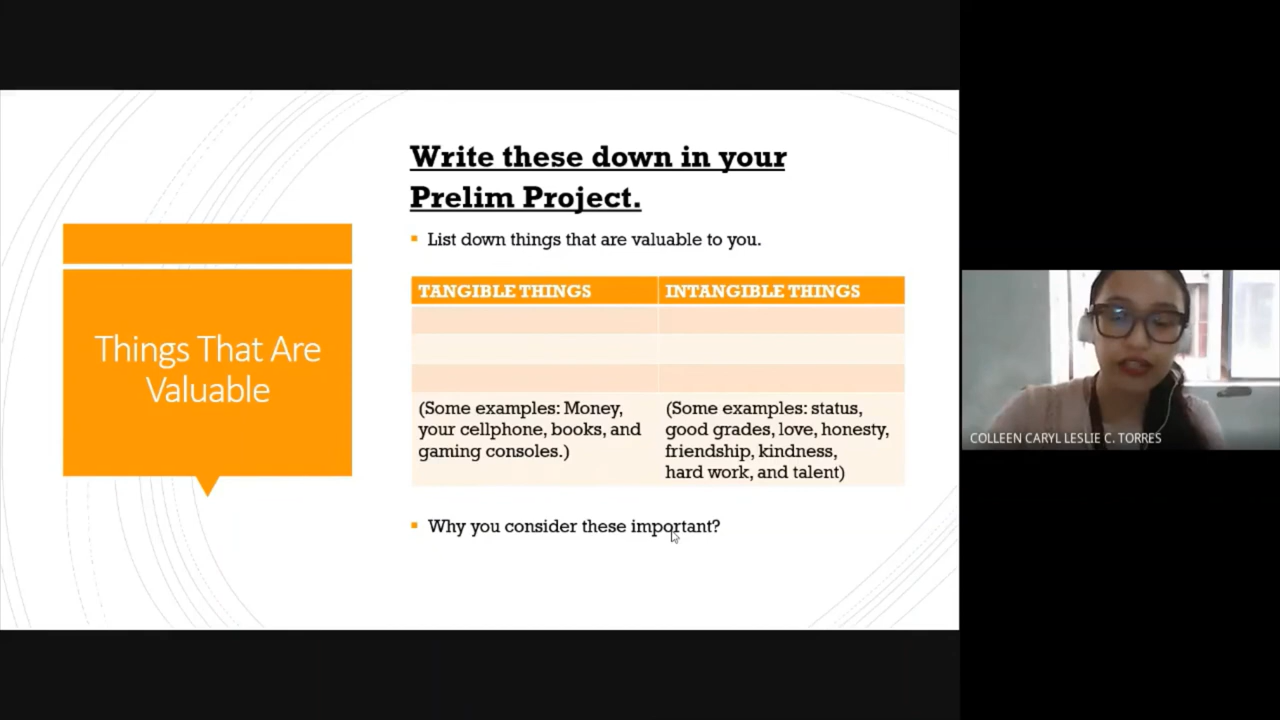 Write these down in your
Prelim Project.
List down things that are valuable to you.
Things That Are
Valuable
TANGIBLE THINGS
INTANGIBLE THINGS
(Some examples: Money,
your cellphone, books, and
gaming consoles.)
(Some examples: status,
good grades, love, honesty,
friendship, kindness,
hard work, and talent)
Why you consider these important?
COLLEEN CARYL LESLIE C. TORRES